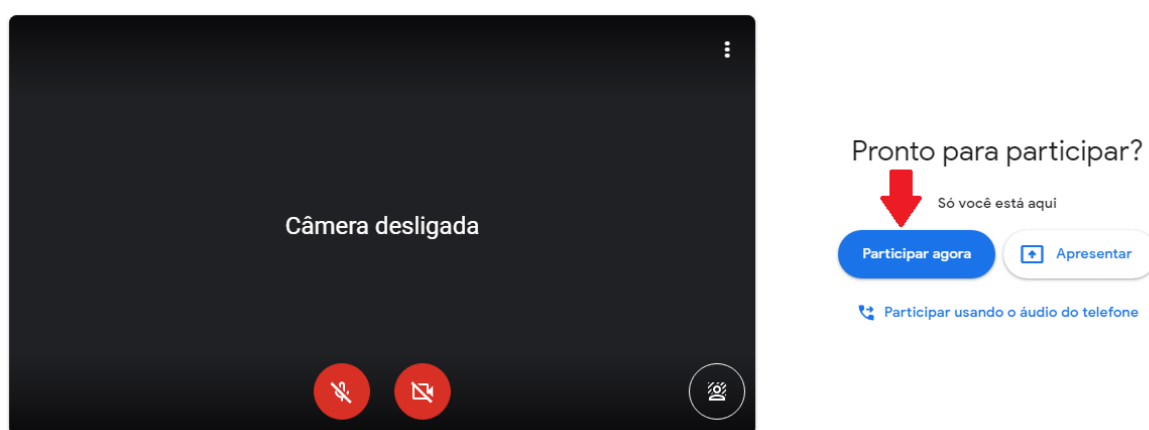 Câmera desligada
Pronto para participar?
Só você está aqui
Participar agora
Apresentar
Participar usando o áudio do telefone